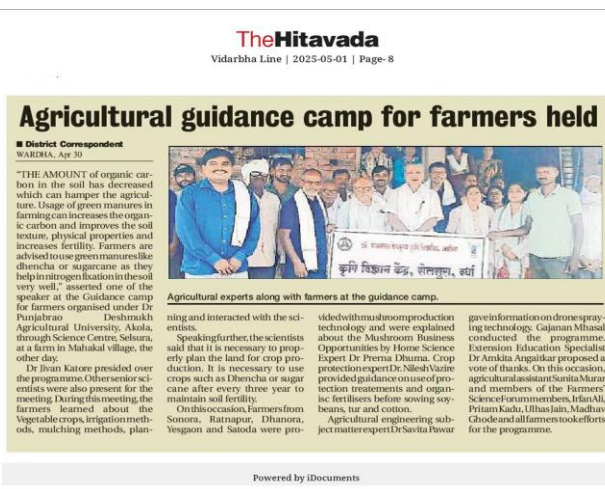 TheHitavada
Vidarbha Line | 2025-05-01 | Page- 8
Agricultural guidance camp for farmers held
■ District Correspondent
WARDHA, Apr 30
"THE AMOUNT of organic car-
bon in the soil has decreased
which can hamper the agricul-
ture. Usage of green manures in
farming can increases the organ-
ic carbon and improves the soil
texture, physical properties and
increases fertility. Farmers are
advised to use green manures like
dhencha or sugarcane as they
help in nitrogen fixation in the soil
very well," asserted one of the
speaker at the Guidance camp
for farmers organised under Dr
Punjabrao Deshmukh
Agricultural University, Akola,
through Science Centre, Selsura,
at a farm in Mahakal village, the
other day.
Dr Jivan Katore presided over
the programme. Other senior sci-
entists were also present for the
meeting. During this meeting, the
farmers learned about the
Vegetable crops, irrigation meth-
ods, mulching methods, plan-
कृषि विज्ञान केंद्र, सेलसुरा, वर्धा
Agricultural experts along with farmers at the guidance camp.
ning and interacted with the sci-
entists.
Speaking further, the scientists
said that it is necessary to prop-
erly plan the land for crop pro-
duction. It is necessary to use
crops such as Dhencha or sugar
cane after every three year to
maintain soil fertility.
On this occasion, Farmers from
Sonora, Ratnapur, Dhanora,
Yesgaon and Satoda were pro-
vided with mushroom production
technology and were explained
about the Mushroom Business
Opportunities by Home Science
Expert Dr Prerna Dhuma. Crop
protection expert Dr. Nilesh Vazire
provided guidance on use of pro-
tection treatements and organ-
isc fertilisers before sowing soy-
beans, tur and cotton.
Agricultural engineering sub-
ject matter expert Dr Savita Pawar
gave information on drone spray-
ing technology. Gajanan Mhasal
conducted the programme.
Extension Education Specialist
Dr Amkita Angaitkar proposed a
vote of thanks. On this occasion,
agricultural assistant Sunita Murar
and members of the Farmers'
Science Forum members, Irfan Ali,
Pritam Kadu, Ulhas Jain, Madhav
Ghode and all farmers took efforts
for the programme.
Powered by iDocuments